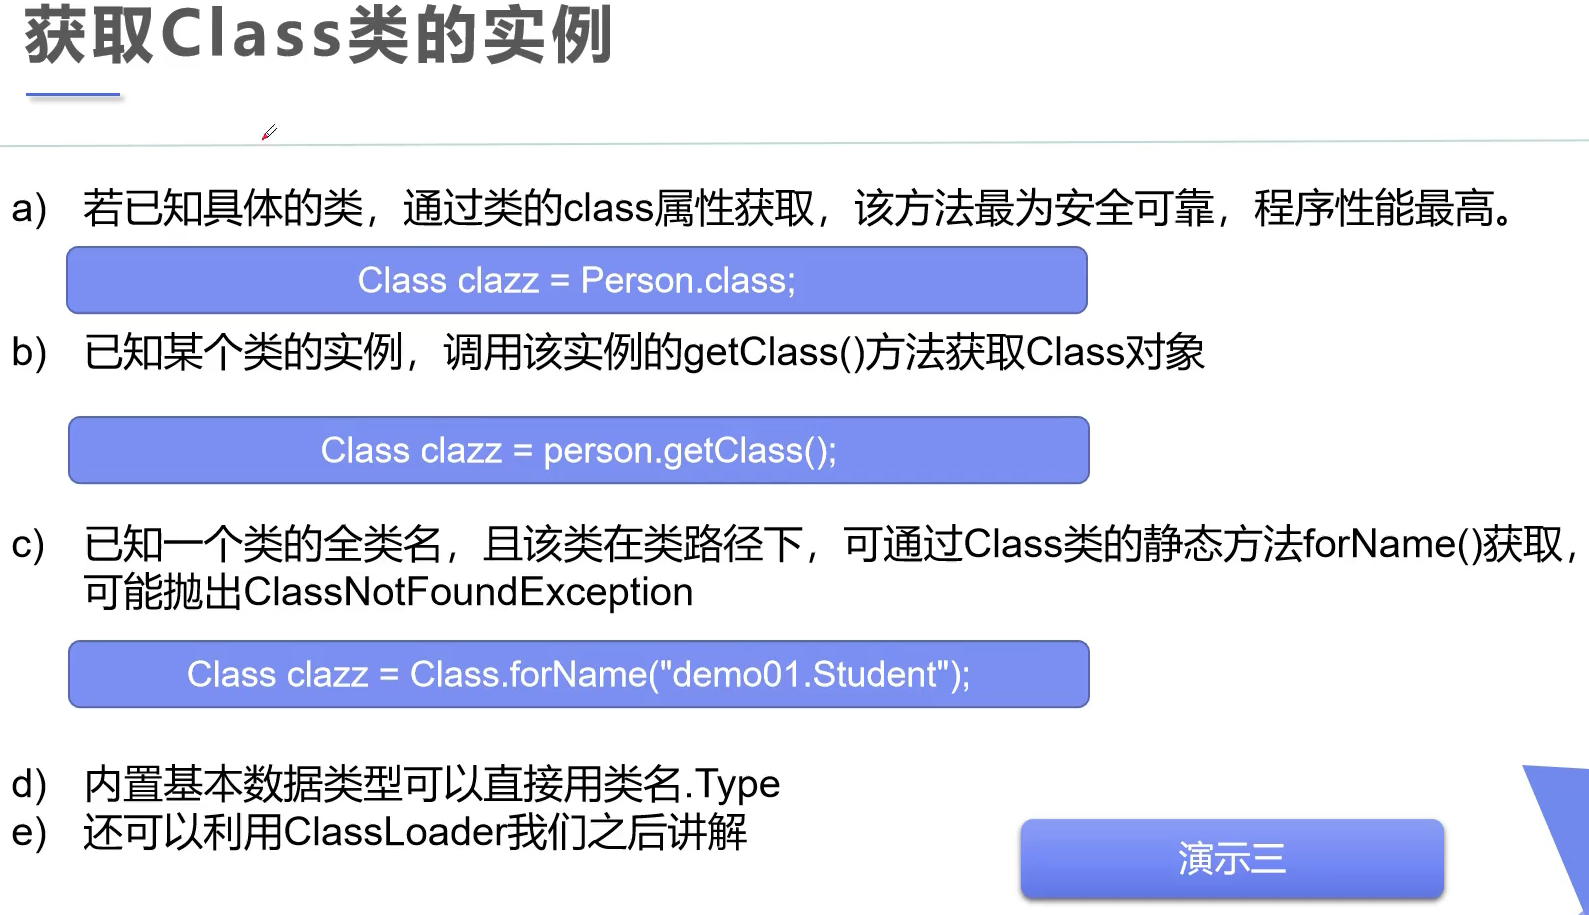 获取Class类的实例
a) 若已知具体的类，通过类的class属性获取，该方法最为安全可靠，程序性能最高。
Class clazz = Person.class;
b) 已知某个类的实例，调用该实例的getClass()方法获取Class对象
Class clazz = person.getClass();
c) 已知一个类的全类名，且该类在类路径下，可通过Class类的静态方法forName()获取，
可能抛出ClassNotFoundException
Class clazz = Class.forName("demo01.Student");
d) 内置基本数据类型可以直接用类名.Type
e) 还可以利用ClassLoader我们之后讲解
演示三